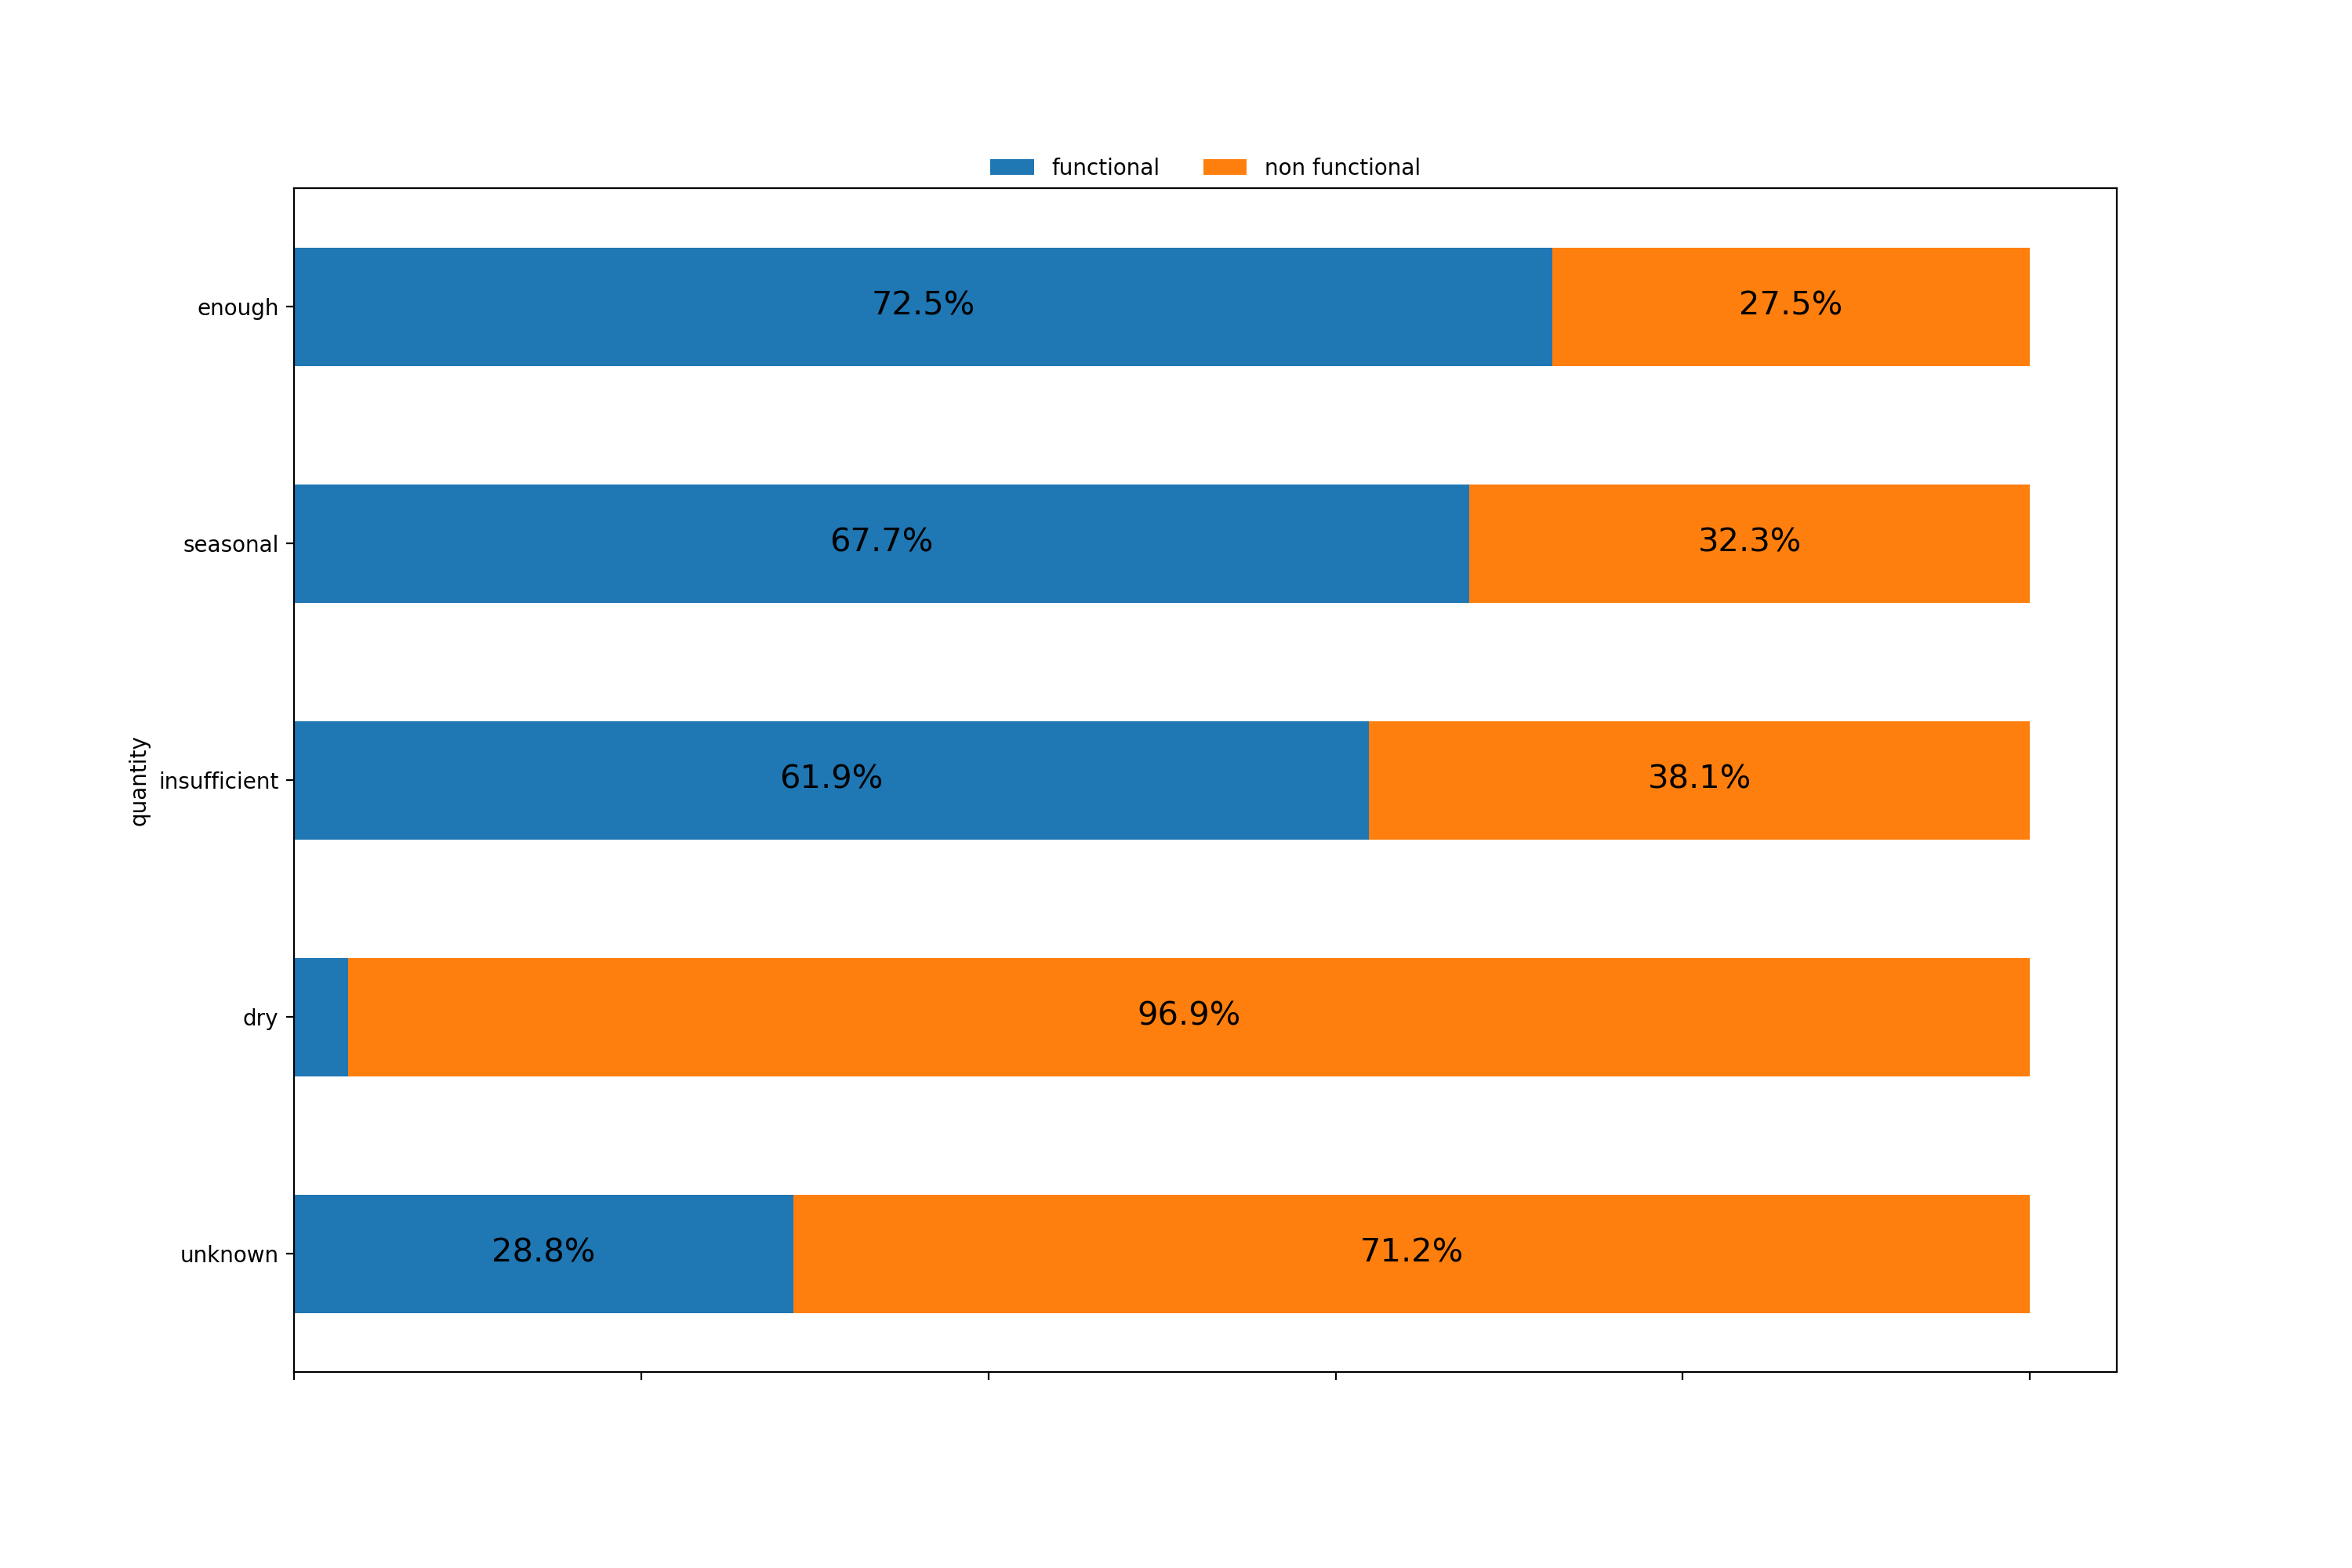 functional non functional
enough 72.5% 27.5%
seasonal 67.7% 32.3%
quantity
insufficient 61.9% 38.1%
dry 96.9%
unknown 28.8% 71.2%